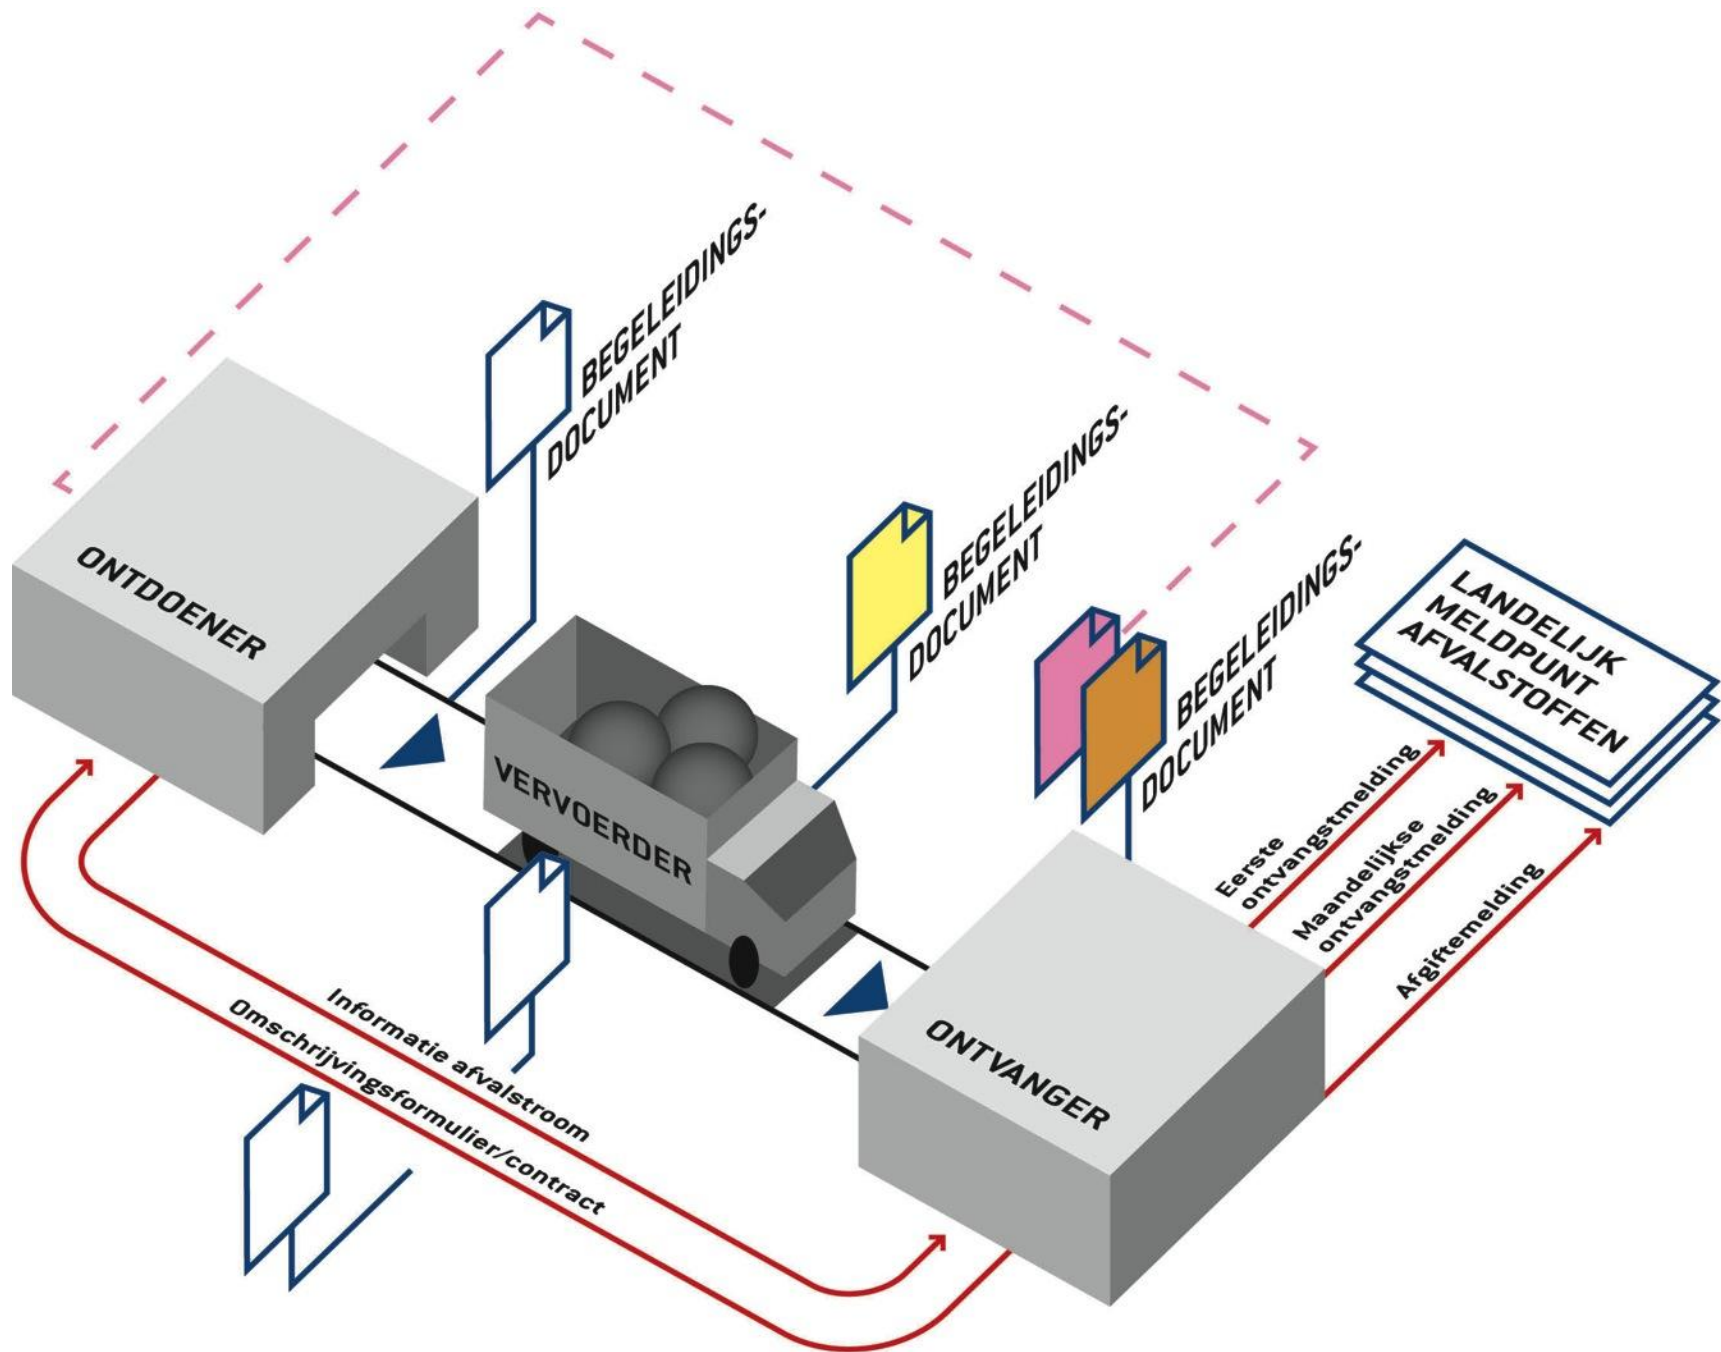 BEGELEIDINGS-
DOCUMENT
BEGELEIDINGS-
DOCUMENT
BEGELEIDINGS-
DOCUMENT
ONTDOENER
VERVOERDER
ONTVANGER
LANDELIJK
MELDPUNT
AFVALSTOFFEN
Eerste
ontvangstmelding
Maandelijkse
ontvangstmelding
Afgiftemelding
Informatie afvalstroom
Omschrijvingsformulier/contract